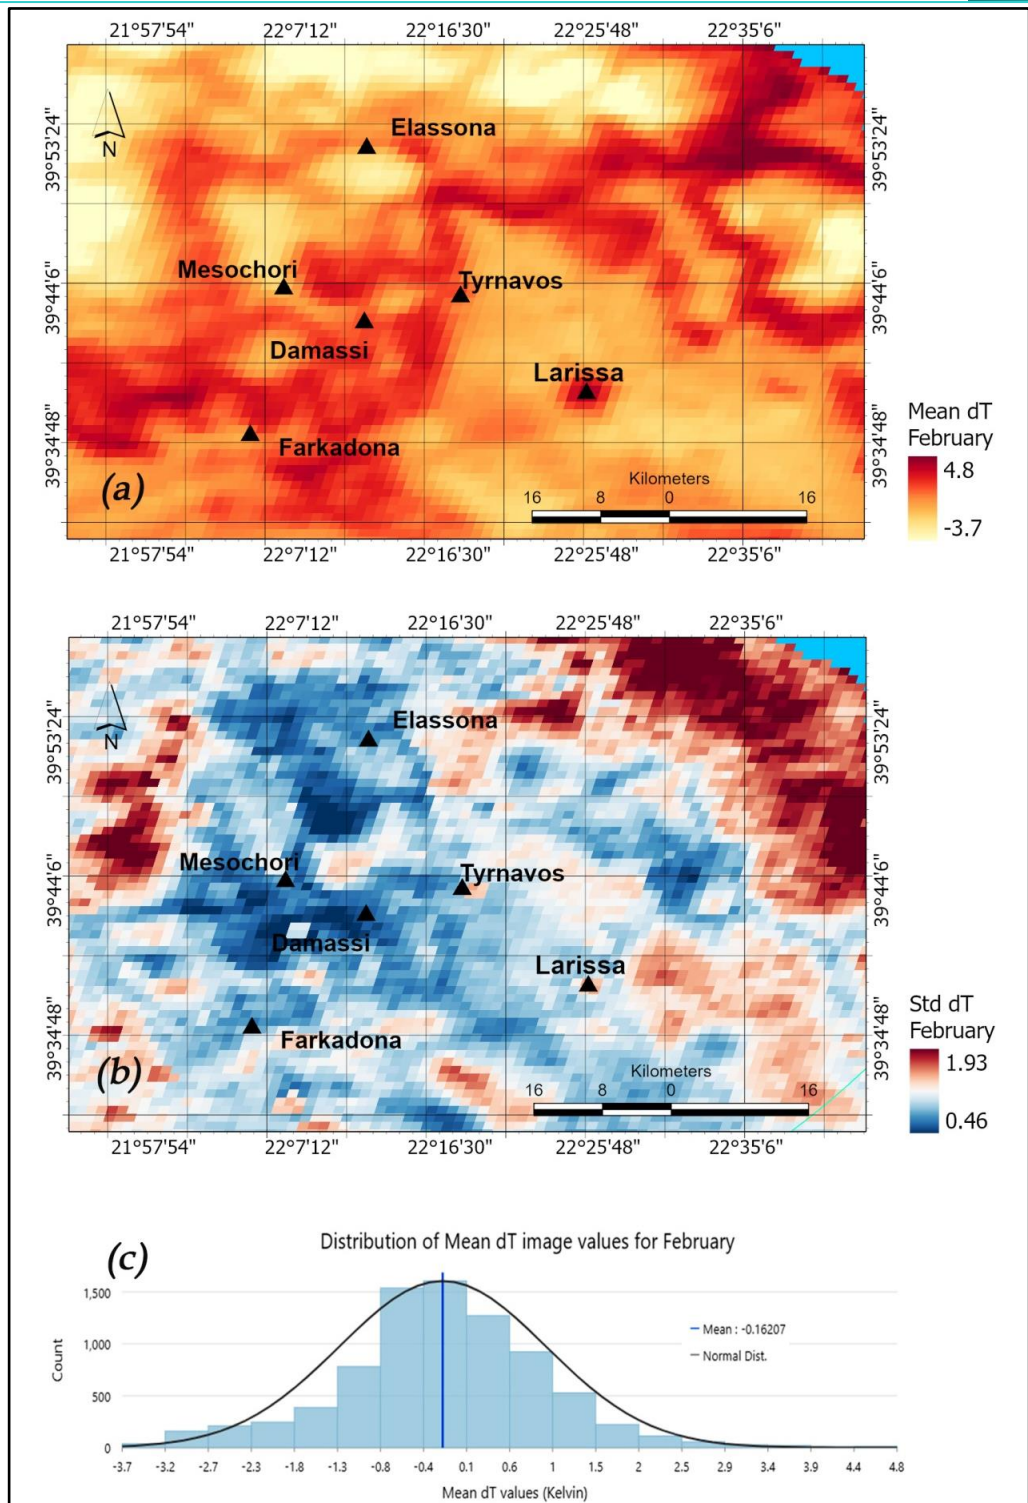 21°57'54" 22°7'12" 22°16'30" 22°25'48" 22°35'6"
(a)
39°53'24" 39°53'24"
N
Elassona
Mesochori
Tyrnavos
39°44'6" 39°44'6"
Damassi
Larissa
39°34'48" 39°34'48"
Farkadona
Kilometers
16 8 0 16
21°57'54" 22°7'12" 22°16'30" 22°25'48" 22°35'6"
Mean dT
February
4.8
-3.7
21°57'54" 22°7'12" 22°16'30" 22°25'48" 22°35'6"
39°53'24" 39°53'24"
N
Elassona
Mesochori
Tyrnavos
39°44'6" 39°44'6"
Damassi
Larissa
39°34'48" 39°34'48"
Farkadona
(b)
Kilometers
16 8 0 16
21°57'54" 22°7'12" 22°16'30" 22°25'48" 22°35'6"
Std dT
February
1.93
0.46
(c)
Distribution of Mean dT image values for February
Count
1,500
1,000
500
0
Mean : -0.16207
Normal Dist.
-3.7 -3.2 -2.7 -2.3 -1.8 -1.3 -0.8 -0.4 0.1 0.6 1 1.5 2 2.5 2.9 3.4 3.9 4.4 4.8
Mean dT values (Kelvin)